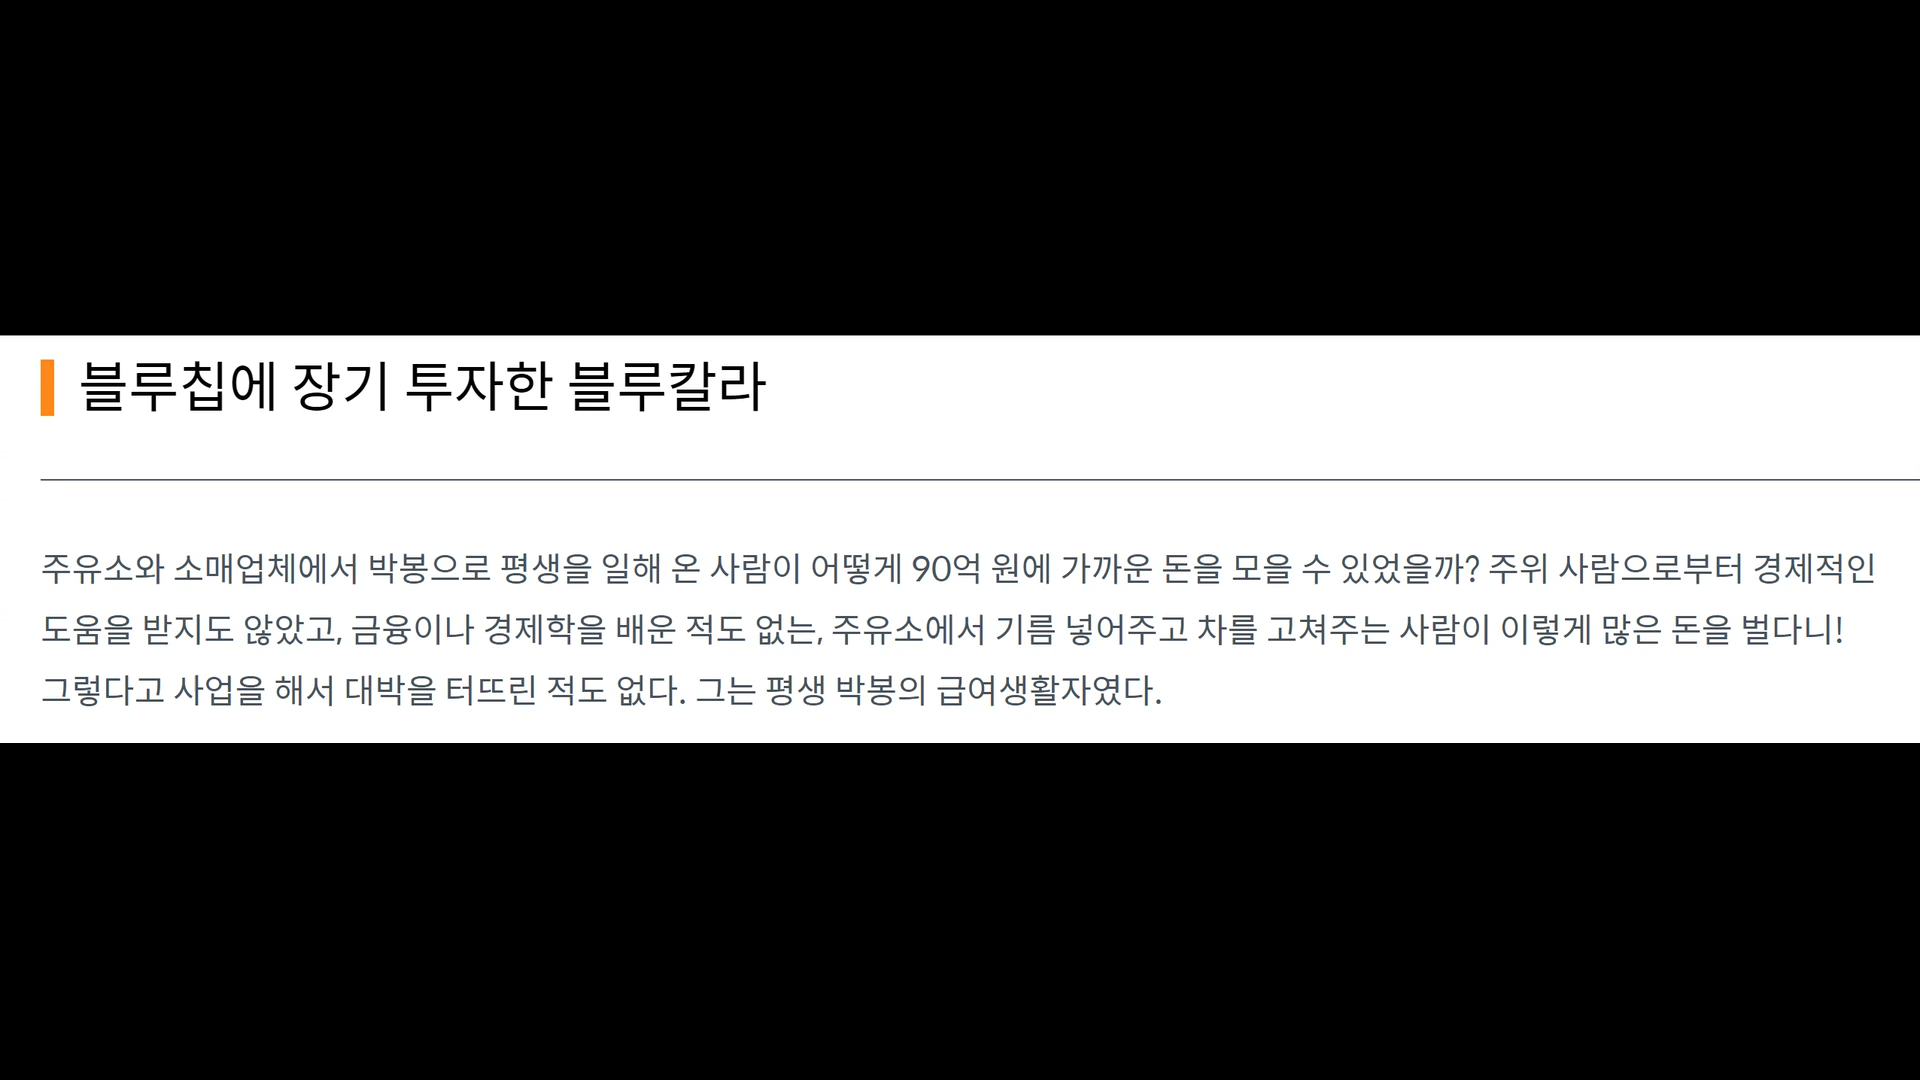 블루칩에 장기 투자한 블루칼라
주유소와 소매업체에서 박봉으로 평생을 일해 온 사람이 어떻게 90억 원에 가까운 돈을 모을 수 있었을까? 주위 사람으로부터 경제적인
도움을 받지도 않았고, 금융이나 경제학을 배운 적도 없는, 주유소에서 기름 넣어주고 차를 고쳐주는 사람이 이렇게 많은 돈을 벌다니!
그렇다고 사업을 해서 대박을 터뜨린 적도 없다. 그는 평생 박봉의 급여생활자였다.